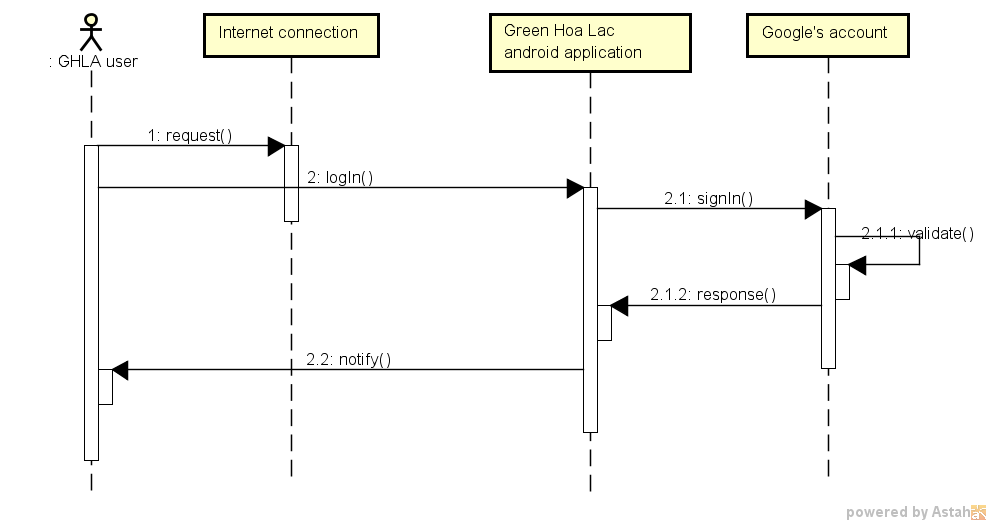 Internet connection
Green Hoa Lac
android application
Google's account
: GHLA user
1: request()
2: logIn()
2.1: signIn()
2.1.1: validate()
2.1.2: response()
2.2: notify()
powered by Astah